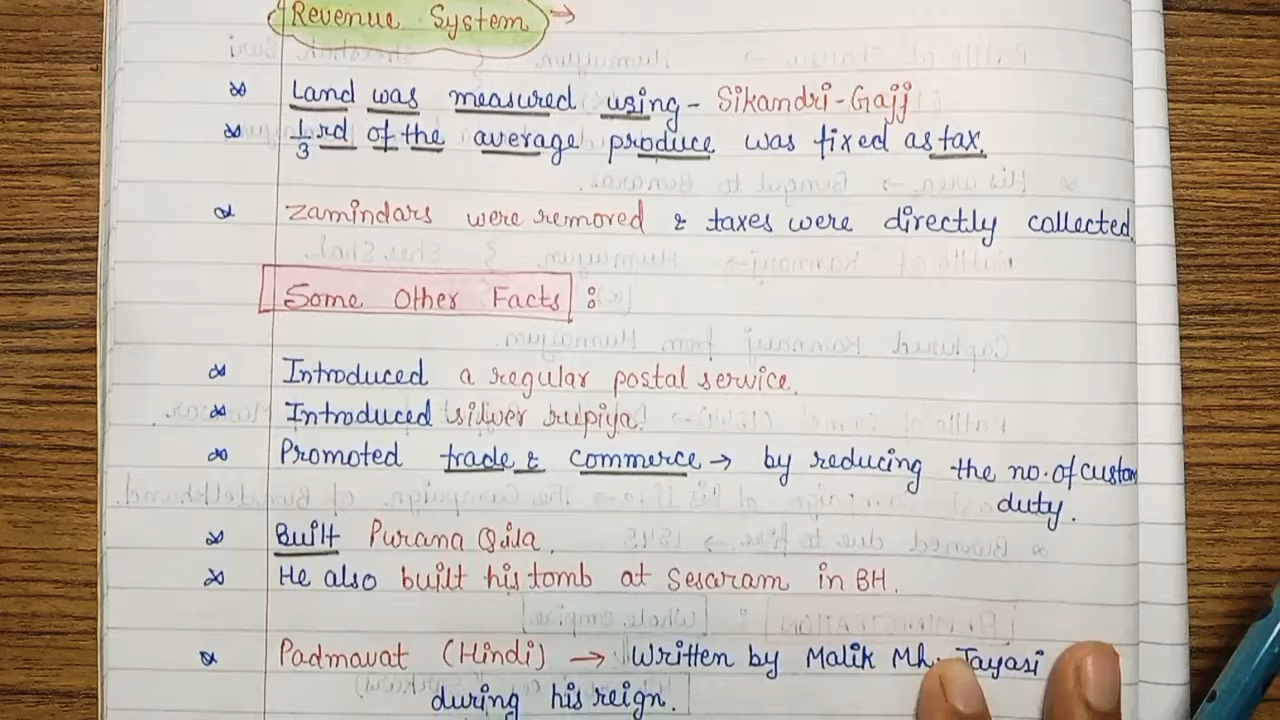 Revenue System →
Land was measured using - Sikandri-Gajj
1/3 rd of the average produce was fixed as tax.
Zamindars were removed & taxes were directly collected.
Some Other Facts :
Introduced a regular postal service.
Introduced silver rupiya.
Promoted trade & commerce → by reducing the no. of custom
duty.
Built Purana Qila.
He also built his tomb at Sesaram in BH.
Padmavat (Hindi) → Written by Malik Mh. Jayasi
during his reign.